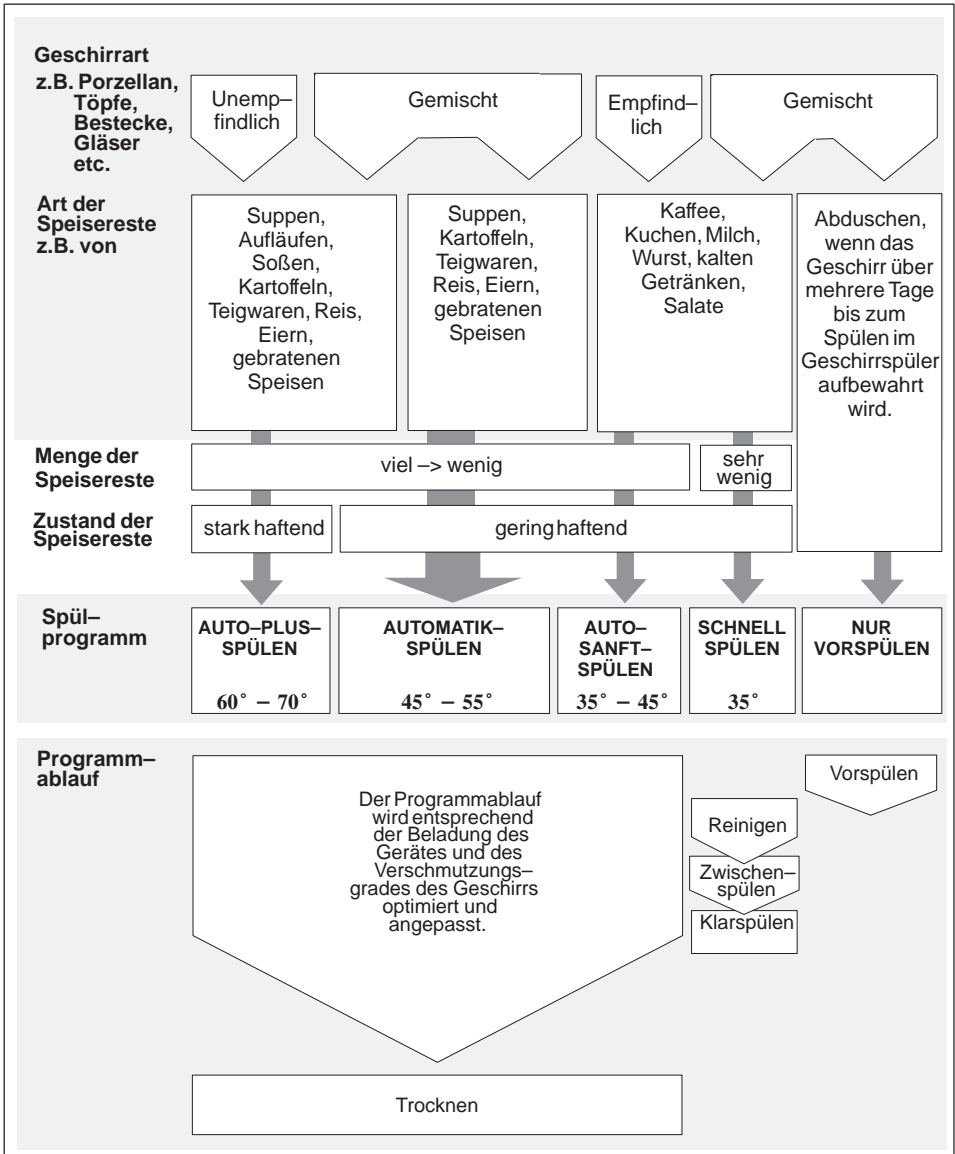 Geschirrart
z.B. Porzellan,
Töpfe,
Bestecke,
Gläser
etc.
Unemp–
findlich
Gemischt
Empfind–
lich
Gemischt
Art der
Speisereste
z.B. von
Suppen,
Aufläufen,
Soßen,
Kartoffeln,
Teigwaren, Reis,
Eiern,
gebratenen
Speisen
Suppen,
Kartoffeln,
Teigwaren,
Reis, Eiern,
gebratenen
Speisen
Kaffee,
Kuchen, Milch,
Wurst, kalten
Getränken,
Salate
Abduschen,
wenn das
Geschirr über
mehrere Tage
bis zum
Spülen im
Geschirrspüler
aufbewahrt
wird.
Menge der
Speisereste
viel –> wenig
sehr
wenig
Zustand der
Speisereste
stark haftend
gering haftend
Spül–
programm
AUTO–PLUS–
SPÜLEN
60° – 70°
AUTOMATIK–
SPÜLEN
45° – 55°
AUTO–
SANFT–
SPÜLEN
35° – 45°
SCHNELL
SPÜLEN
35°
NUR
VORSPÜLEN
Programm–
ablauf
Der Programmablauf
wird entsprechend
der Beladung des
Gerätes und des
Verschmutzungs–
grades des Geschirrs
optimiert und
angepasst.
Reinigen
Zwischen–
spülen
Klarspülen
Vorspülen
Trocknen